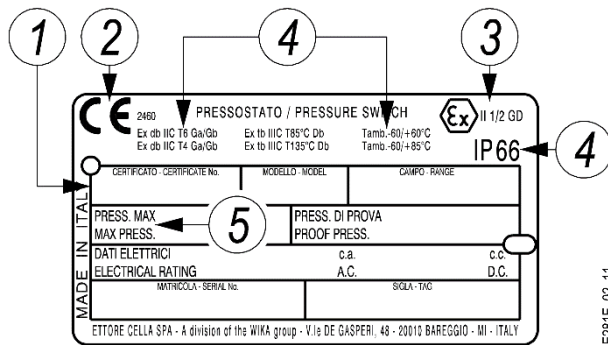 1
2
4
3
CE 2460 PRESSOSTATO / PRESSURE SWITCH Ex II 1/2 GD
Ex db IIC T6 Ga/Gb Ex tb IIIC T85°C Db Tamb.-60/+60°C
Ex db IIC T4 Ga/Gb Ex tb IIIC T135°C Db Tamb.-60/+85°C
IP66
4
CERTIFICATO - CERTIFICATE No. MODELLO - MODEL CAMPO - RANGE
PRESS. MAX PRESS. DI PROVA
MAX PRESS. PROOF PRESS.
5
DATI ELETTRICI c.a. c.c.
ELECTRICAL RATING A.C. D.C.
MATRICOLA - SERIAL No. SIGLA - TAG
MADE IN ITALY
ETTORE CELLA SPA - A division of the WIKA group - V.le DE GASPERI, 48 - 20010 BAREGGIO - MI - ITALY